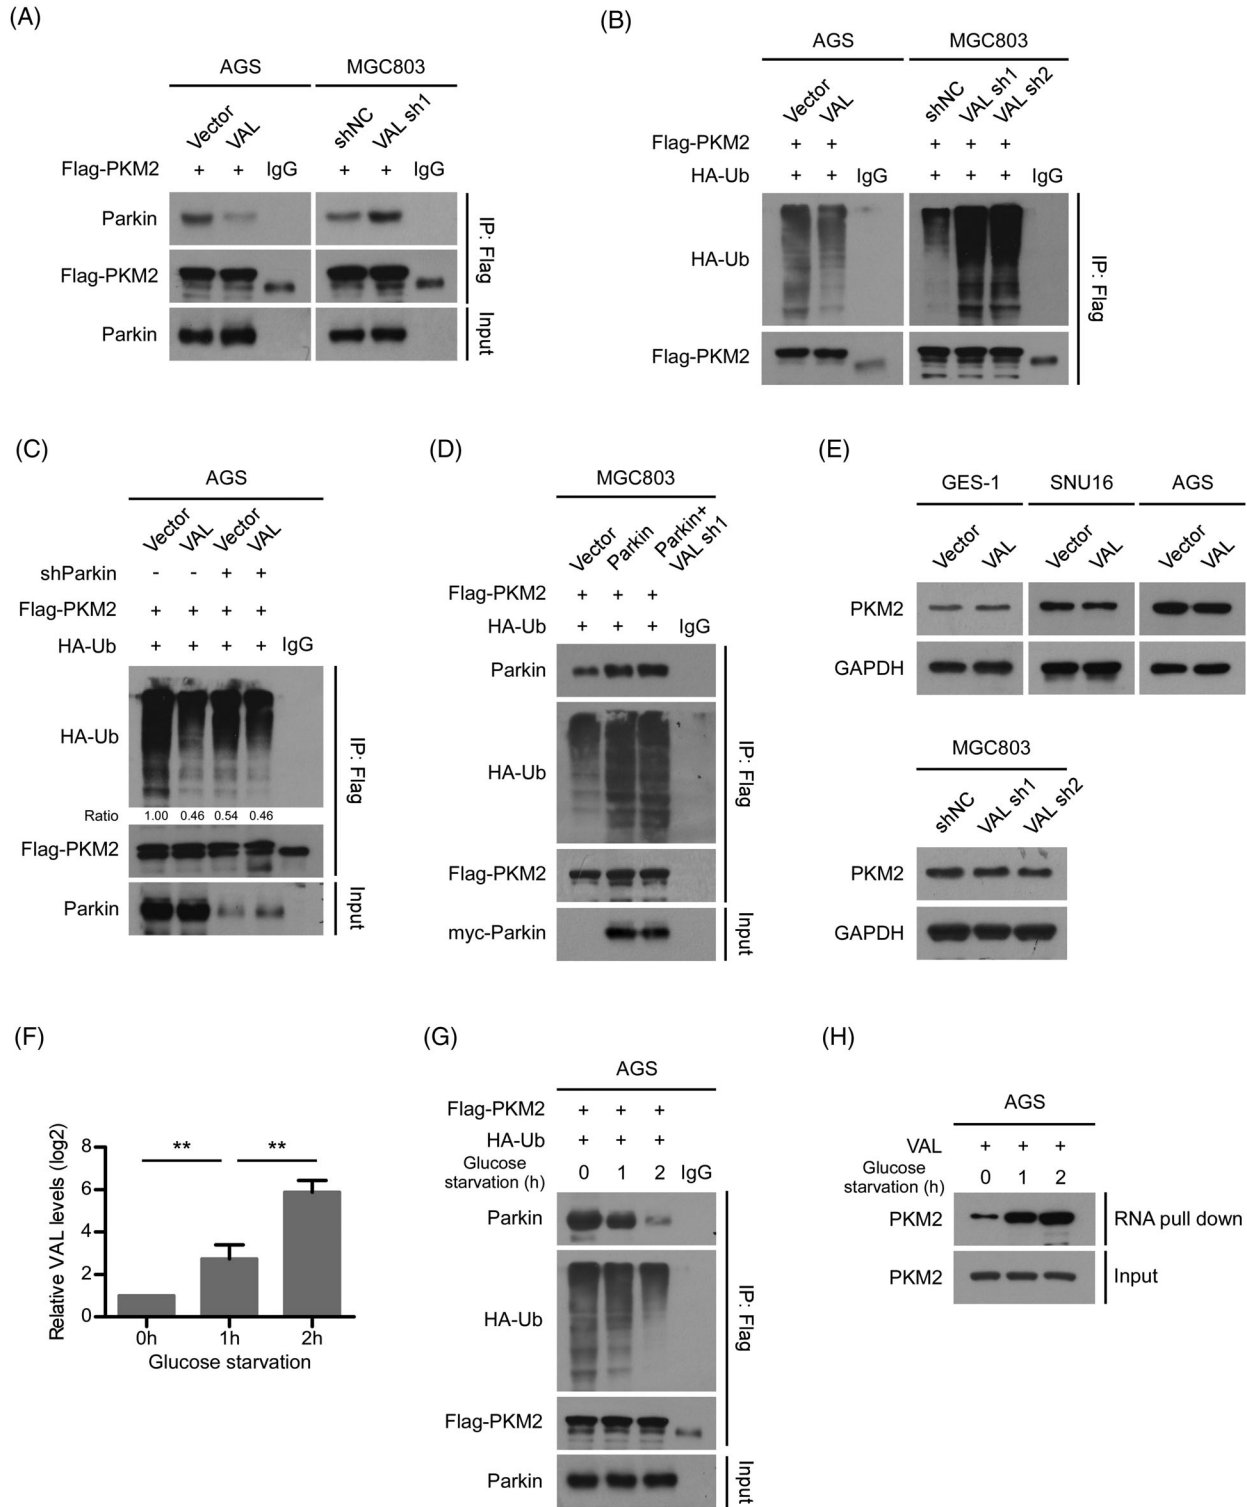 (A)
AGS MGC803
Vector VAL shNC VAL sh1
Flag-PKM2 + + IgG + + IgG
Parkin
Flag-PKM2
IP: Flag
Parkin
Input
(B)
AGS MGC803
Vector VAL shNC VAL sh1 VAL sh2
Flag-PKM2 + + + + +
HA-Ub + + IgG + + + IgG
HA-Ub
Flag-PKM2
IP: Flag
(C)
AGS
Vector VAL Vector VAL
shParkin - - + +
Flag-PKM2 + + + +
HA-Ub + + + + IgG
HA-Ub
Ratio 1.00 0.46 0.54 0.46
Flag-PKM2
IP: Flag
Parkin
Input
(D)
MGC803
Vector Parkin Parkin+ VAL sh1
Flag-PKM2 + + +
HA-Ub + + + IgG
Parkin
HA-Ub
Flag-PKM2
IP: Flag
myc-Parkin
Input
(E)
GES-1 SNU16 AGS
Vector VAL Vector VAL Vector VAL
PKM2
GAPDH
MGC803
shNC VAL sh1 VAL sh2
PKM2
GAPDH
(F)
Relative VAL levels (log2)
8
6
4
2
0
** **
0h 1h 2h
Glucose starvation
(G)
AGS
Flag-PKM2 + + +
HA-Ub + + +
Glucose
starvation (h) 0 1 2 IgG
Parkin
HA-Ub
Flag-PKM2
IP: Flag
Parkin
Input
(H)
AGS
VAL + + +
Glucose
starvation (h) 0 1 2
PKM2 RNA pull down
PKM2 Input